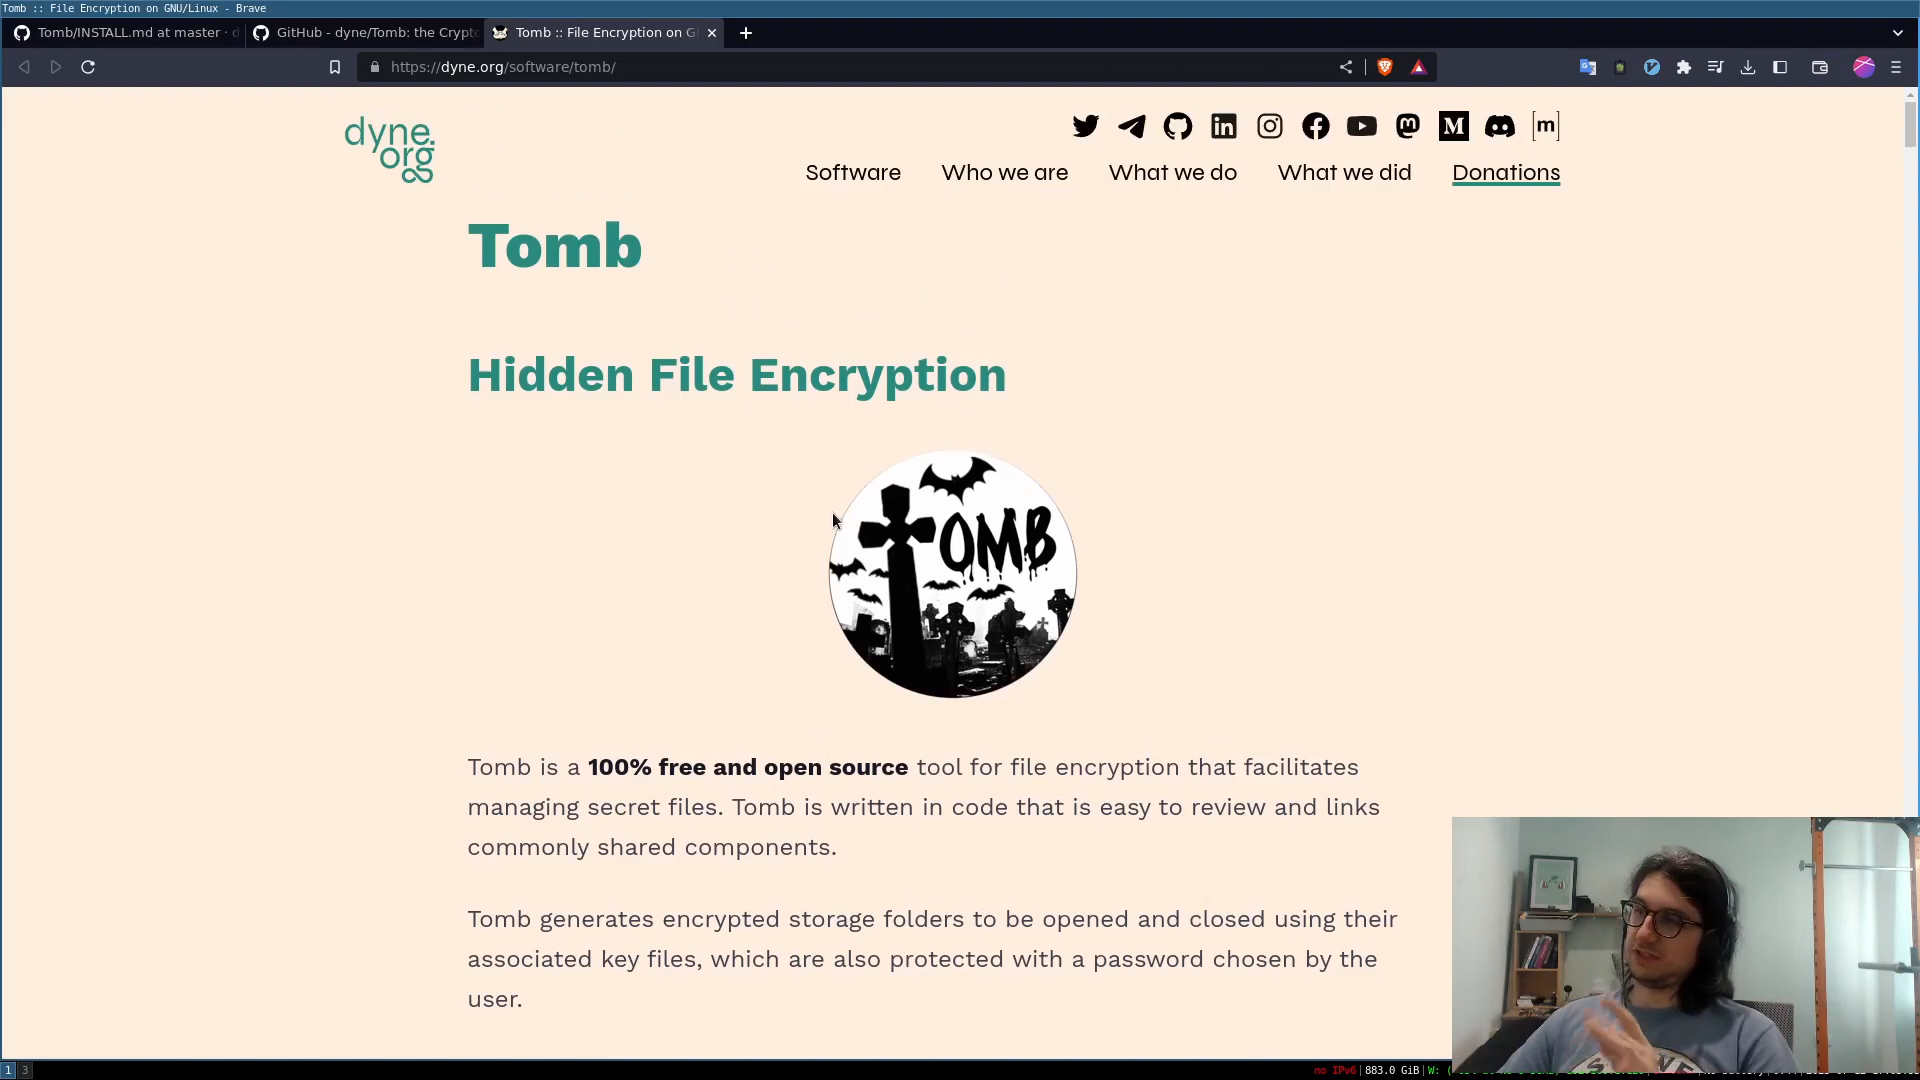 Tomb :: File Encryption on GNU/Linux - Brave
Tomb/INSTALL.md at master · d
GitHub - dyne/Tomb: the Crypto
Tomb :: File Encryption on G
https://dyne.org/software/tomb/
dyne.
org
Software
Who we are
What we do
What we did
Donations
Tomb
Hidden File Encryption
TOMB
Tomb is a 100% free and open source tool for file encryption that facilitates
managing secret files. Tomb is written in code that is easy to review and links
commonly shared components.
Tomb generates encrypted storage folders to be opened and closed using their
associated key files, which are also protected with a password chosen by the
user.
1 3
no IPv6|883.0 GiB|W: (